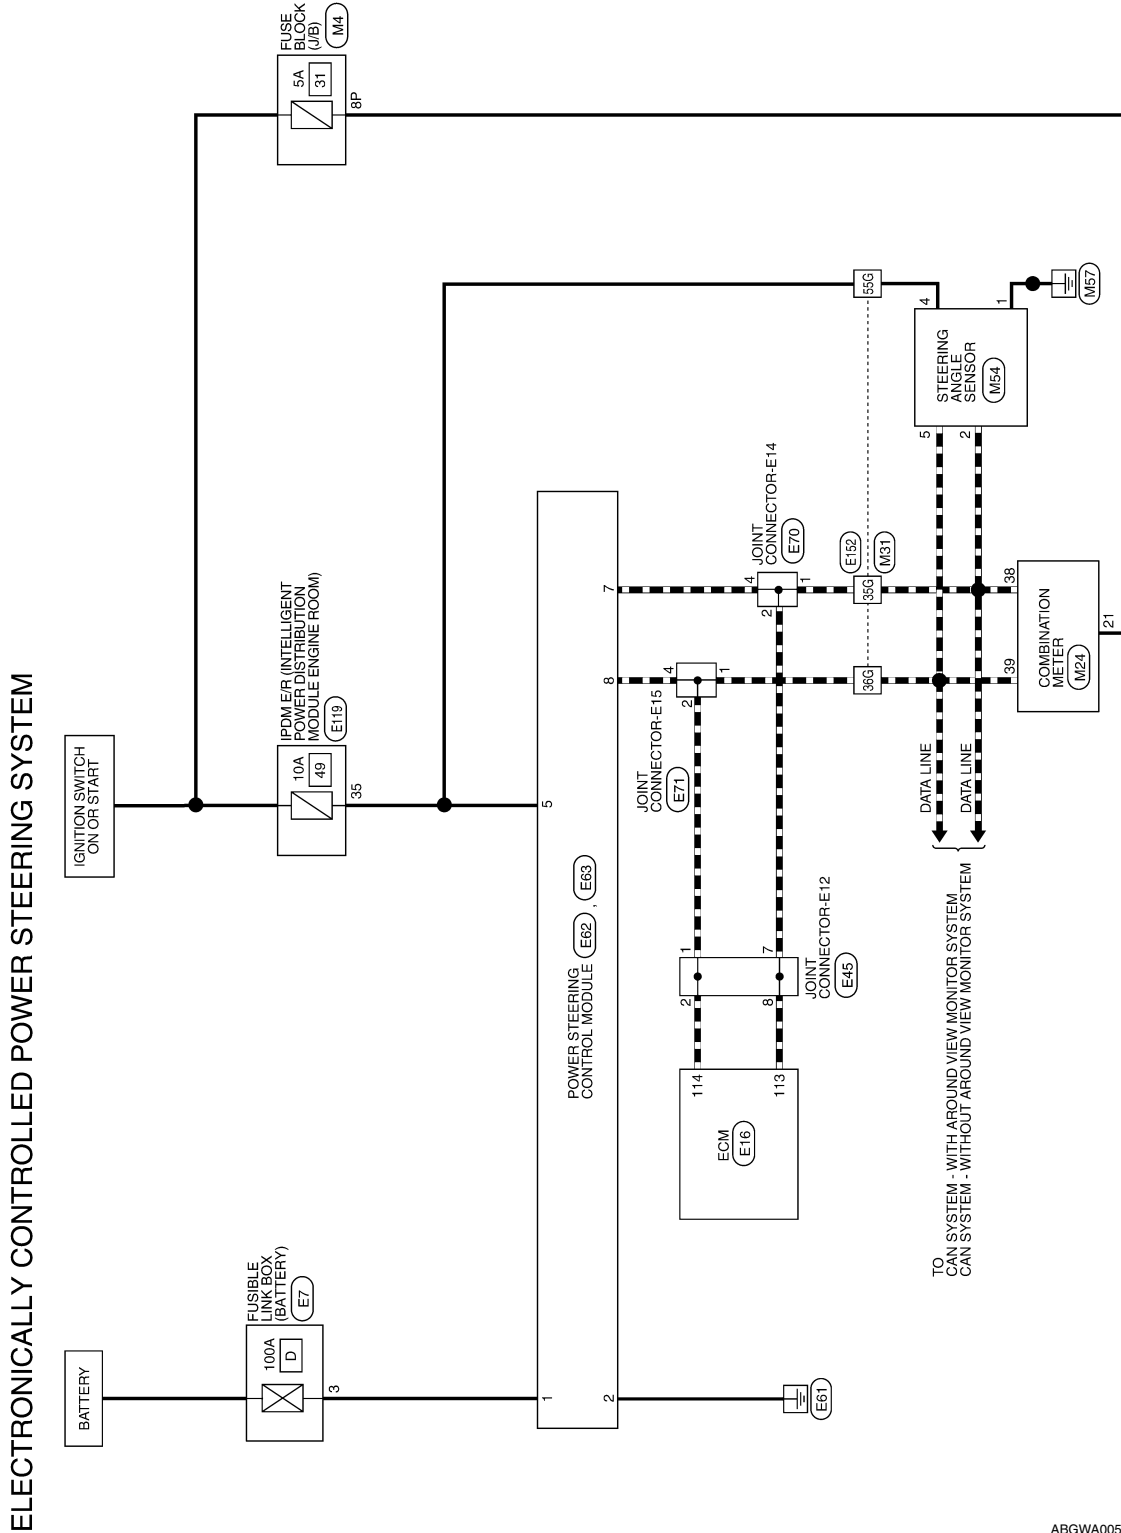 ELECTRONICALLY CONTROLLED POWER STEERING SYSTEM
BATTERY
IGNITION SWITCH
ON OR START
100A
D
FUSIBLE
LINK BOX
(BATTERY)
E7
3
10A
49
IPDM E/R (INTELLIGENT
POWER DISTRIBUTION
MODULE ENGINE ROOM)
E119
35
5A
31
FUSE
BLOCK
(J/B)
M4
8P
1
5
POWER STEERING
CONTROL MODULE
E62
,
E63
2
8
7
E61
ECM
E16
114
113
2
1
8
7
JOINT
CONNECTOR-E12
E45
JOINT
CONNECTOR-E15
E71
4
2
1
JOINT
CONNECTOR-E14
E70
4
2
1
36G
35G
55G
E152
M31
STEERING
ANGLE
SENSOR
M54
4
1
5
2
M57
DATA LINE
DATA LINE
TO
CAN SYSTEM - WITH AROUND VIEW MONITOR SYSTEM
CAN SYSTEM - WITHOUT AROUND VIEW MONITOR SYSTEM
39
38
COMBINATION
METER
M24
21
ABGWA005